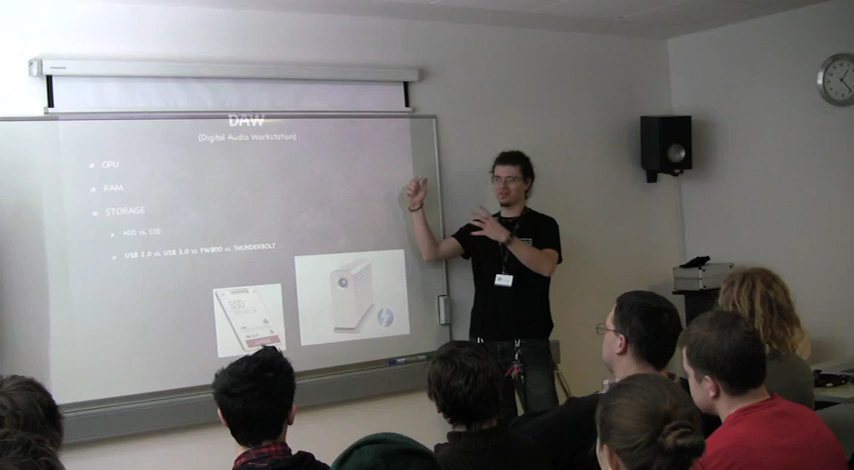 DAW
(Digital Audio Workstation)
CPU
RAM
STORAGE
HDD vs. SSD
USB 2.0 vs. USB 3.0 vs. FW800 vs. THUNDERBOLT
SSD